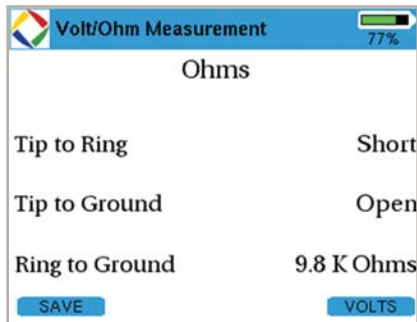 Volt/Ohm Measurement
77%
Ohms
Tip to Ring Short
Tip to Ground Open
Ring to Ground 9.8 K Ohms
SAVE VOLTS